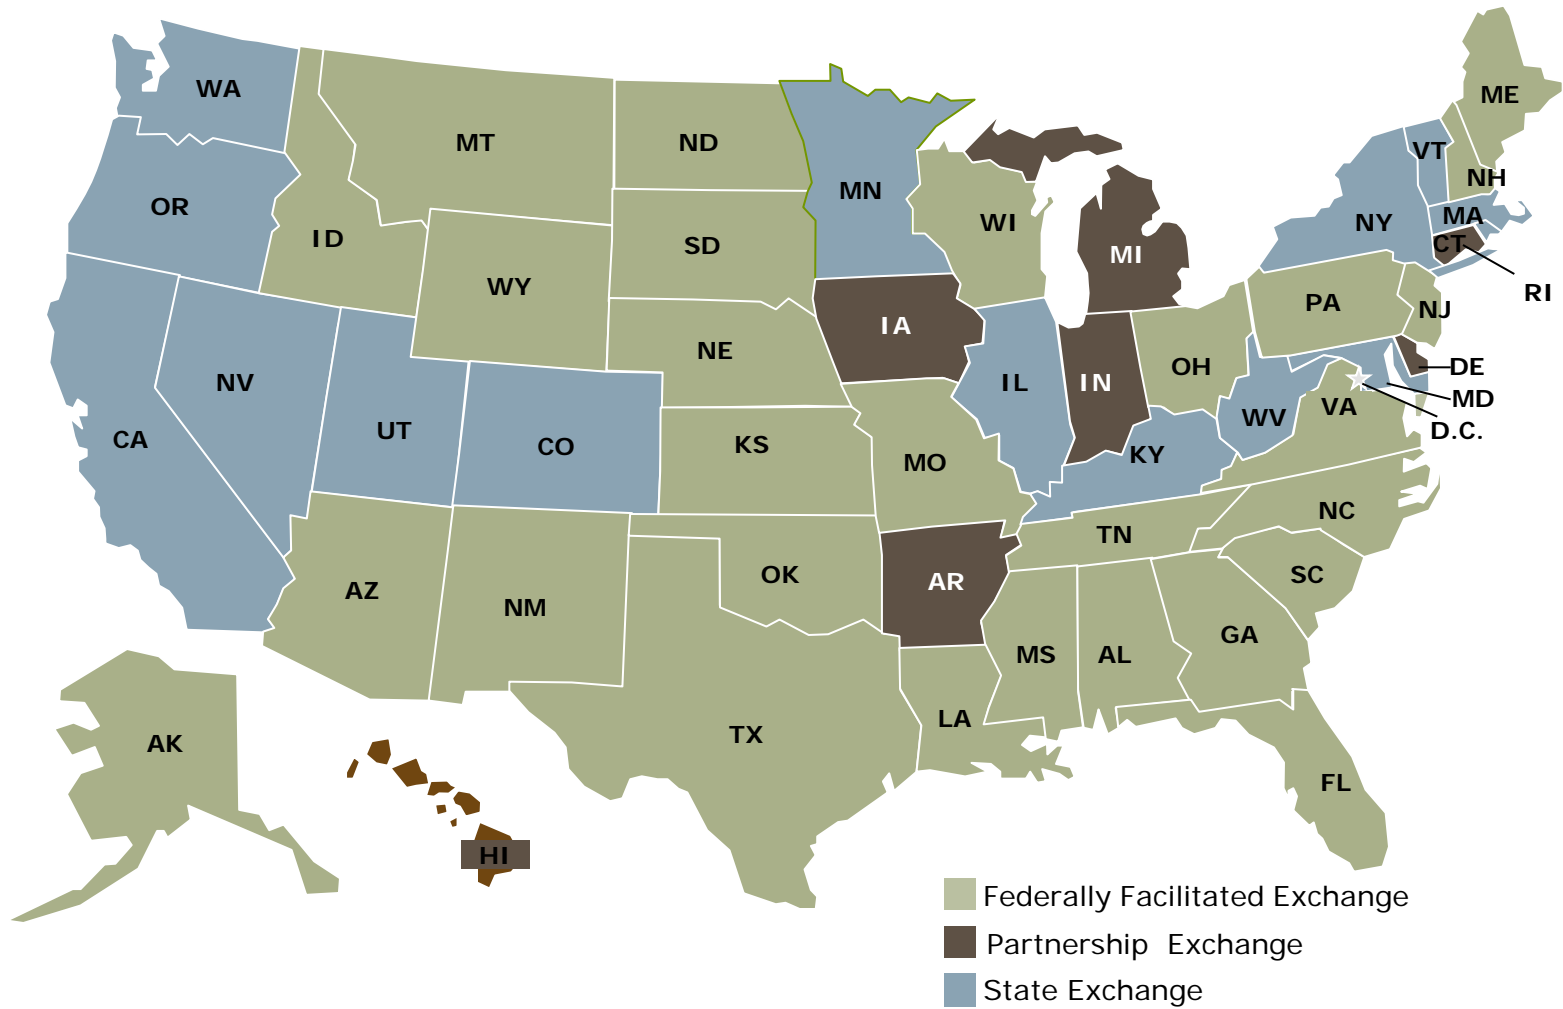 WA
ME
MT
ND
VT
NH
MN
OR
MA
NY
WI
ID
SD
CT
MI
WY
RI
PA
NJ
IA
NE
OH
DE
NV
IL
IN
MD
VA
WV
UT
D.C.
CA
CO
KS
KY
MO
NC
TN
OK
SC
AR
AZ
NM
GA
MS
AL
LA
TX
AK
FL
HI
Federally Facilitated Exchange
Partnership Exchange
State Exchange